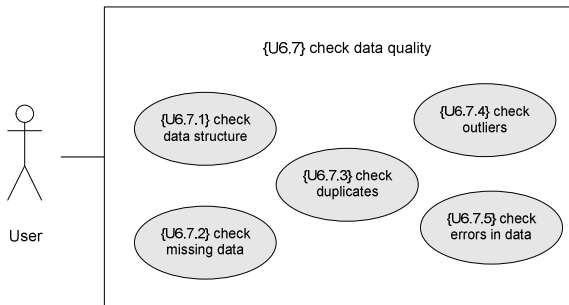 {U6.7} check data quality
{U6.7.1} check
data structure
{U6.7.4} check
outliers
{U6.7.3} check
duplicates
{U6.7.2} check
missing data
{U6.7.5} check
errors in data
User